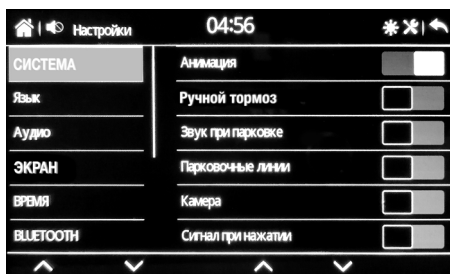 Настройки 04:56
СИСТЕМА
Язык
Аудио
ЭКРАН
ВРЕМЯ
BLUETOOTH
Анимация
Ручной тормоз
Звук при парковке
Парковочные линии
Камера
Сигнал при нажатии